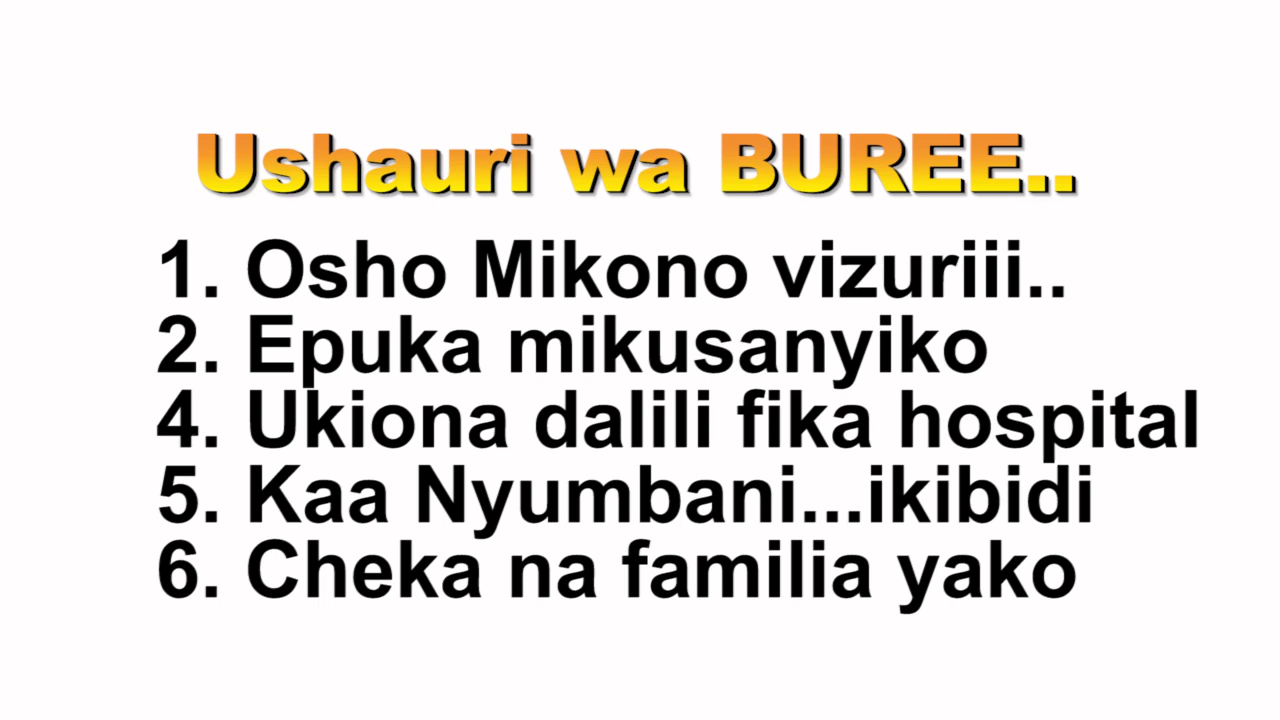 Ushauri wa BUREE..
1. Osho Mikono vizuriii..
2. Epuka mikusanyiko
4. Ukiona dalili fika hospital
5. Kaa Nyumbani...ikibidi
6. Cheka na familia yako